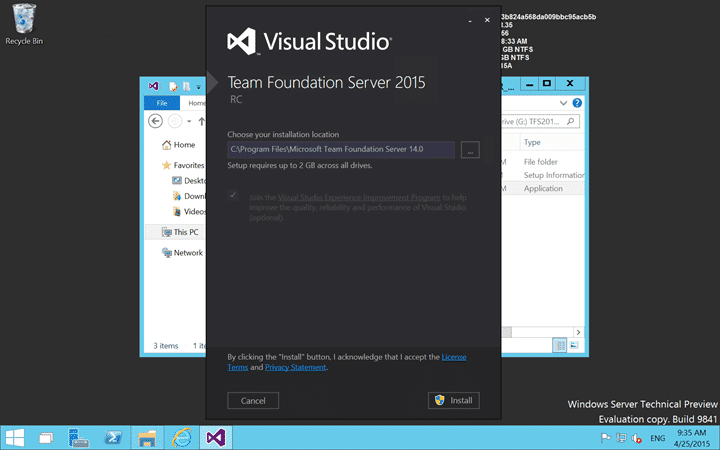 Recycle Bin
3b824a568da009bbc95acb5b
.35
56
8:33 AM
GB NTFS
GB NTFS
15A
Visual Studio
Team Foundation Server 2015
RC
Choose your installation location
C:\Program Files\Microsoft Team Foundation Server 14.0
...
Setup requires up to 2 GB across all drives.
Join the Visual Studio Experience Improvement Program to help
improve the quality, reliability and performance of Visual Studio
(optional).
By clicking the "Install" button, I acknowledge that I accept the License
Terms and Privacy Statement.
Cancel
Install
File
Home
Home
Favorites
Desktop
Downl
Videos
This PC
Network
3 items
1 ite
R_...
rive (G:) TFS201...
Type
File folder
Setup Information
Application
Windows Server Technical Preview
Evaluation copy. Build 9841
ENG
9:35 AM
4/25/2015